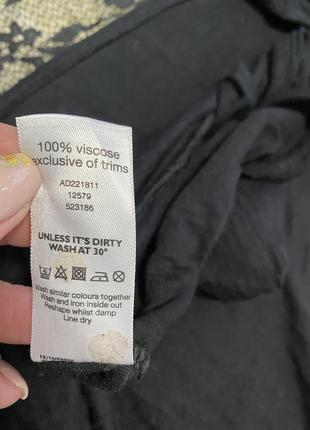 100% viscose
exclusive of trims
AD221811
12579
523186
UNLESS IT'S DIRTY
WASH AT 30°
Wash similar colours together
Wash and iron inside out
Reshape whilst damp
Line dry